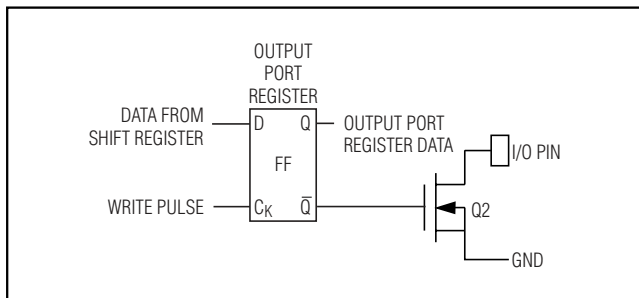 OUTPUT
PORT
REGISTER
DATA FROM
SHIFT REGISTER
D
Q
OUTPUT PORT
REGISTER DATA
FF
WRITE PULSE
CK
Q̅
I/O PIN
Q2
GND